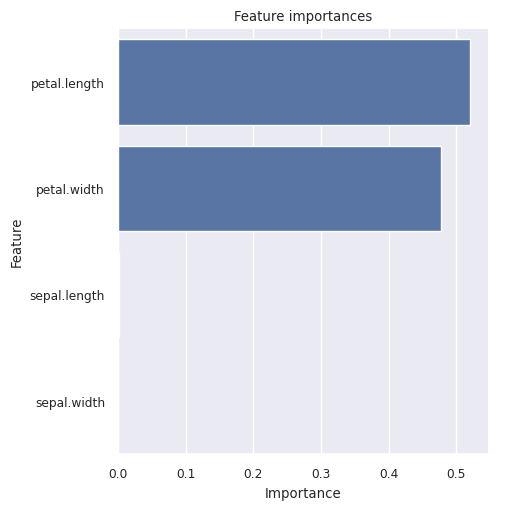 Feature importances
petal.length
petal.width
sepal.length
sepal.width
Feature
0.0 0.1 0.2 0.3 0.4 0.5
Importance